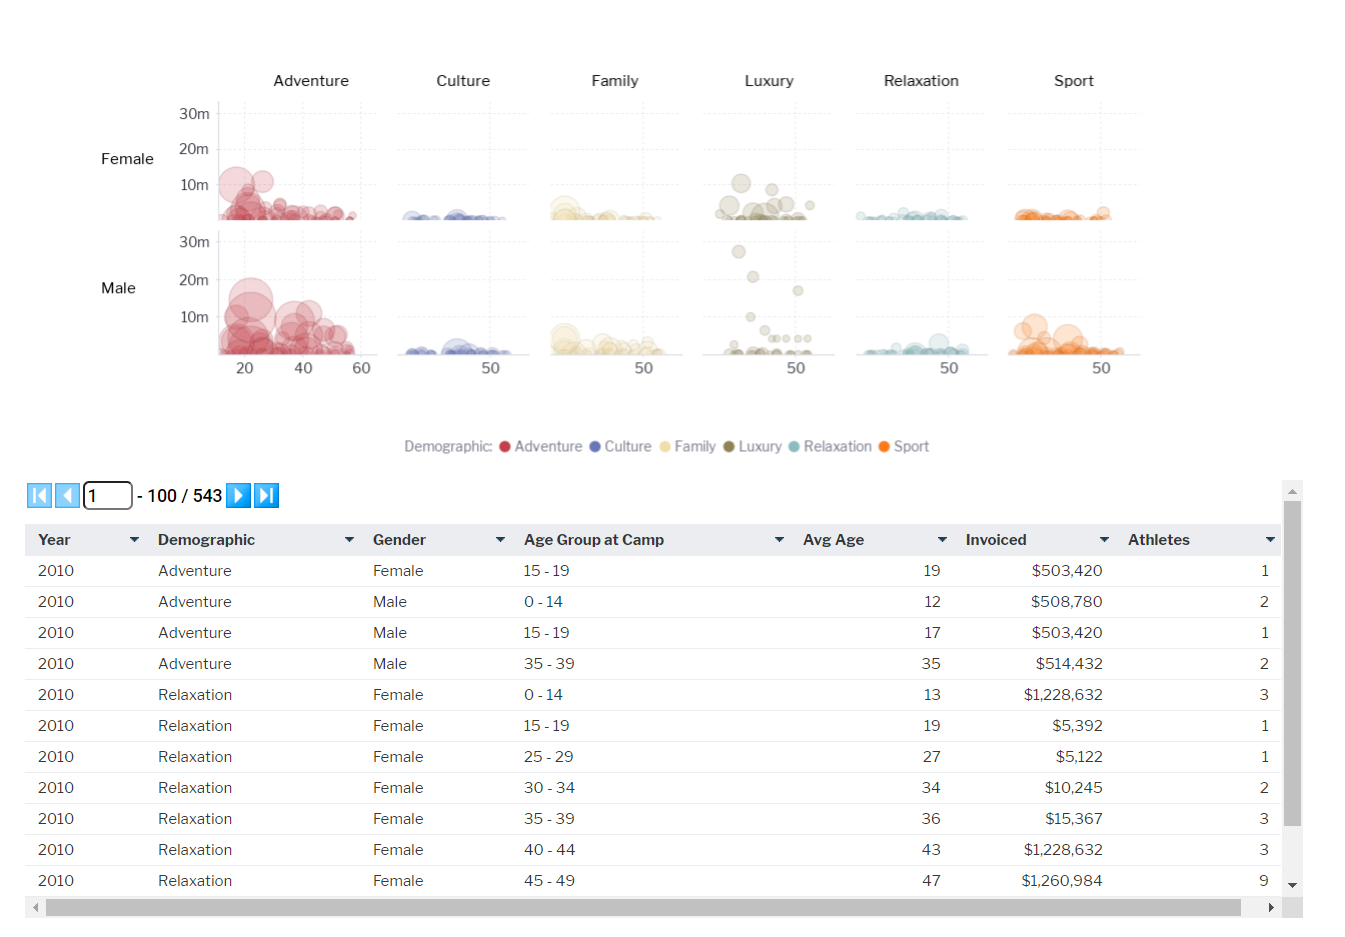 Adventure Culture Family Luxury Relaxation Sport
30m
20m
Female
10m
30m
Male
20m
10m
20 40 60 50 50 50 50 50
Demographic: Adventure Culture Family Luxury Relaxation Sport
1 - 100 / 543
Year Demographic Gender Age Group at Camp Avg Age Invoiced Athletes
2010 Adventure Female 15 - 19 19 $503,420 1
2010 Adventure Male 0 - 14 12 $508,780 2
2010 Adventure Male 15 - 19 17 $503,420 1
2010 Adventure Male 35 - 39 35 $514,432 2
2010 Relaxation Female 0 - 14 13 $1,228,632 3
2010 Relaxation Female 15 - 19 19 $5,392 1
2010 Relaxation Female 25 - 29 27 $5,122 1
2010 Relaxation Female 30 - 34 34 $10,245 2
2010 Relaxation Female 35 - 39 36 $15,367 3
2010 Relaxation Female 40 - 44 43 $1,228,632 3
2010 Relaxation Female 45 - 49 47 $1,260,984 9